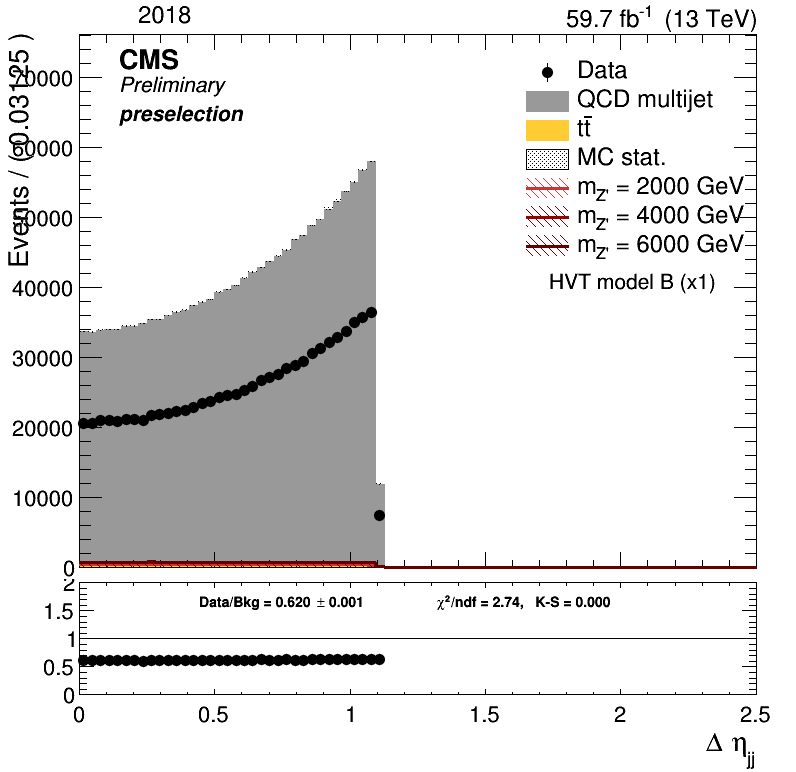 2018
59.7 fb⁻¹ (13 TeV)
CMS
Preliminary
preselection
Data
QCD multijet
tt̄
MC stat.
m_Z' = 2000 GeV
m_Z' = 4000 GeV
m_Z' = 6000 GeV
HVT model B (x1)
Events / ( 0.03125 )
70000
60000
50000
40000
30000
20000
10000
0
2
1.5
1
0.5
0
Data/Bkg = 0.620 ± 0.001
χ²/ndf = 2.74, K-S = 0.000
0 0.5 1 1.5 2 2.5
Δ η_jj